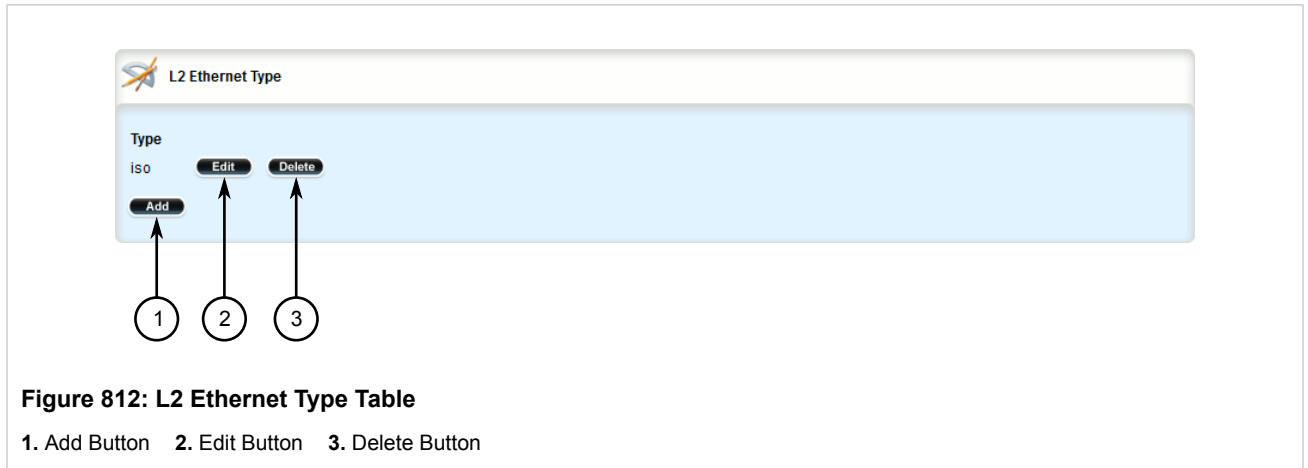 L2 Ethernet Type
Type
iso Edit Delete
Add
1 2 3
Figure 812: L2 Ethernet Type Table
1. Add Button 2. Edit Button 3. Delete Button